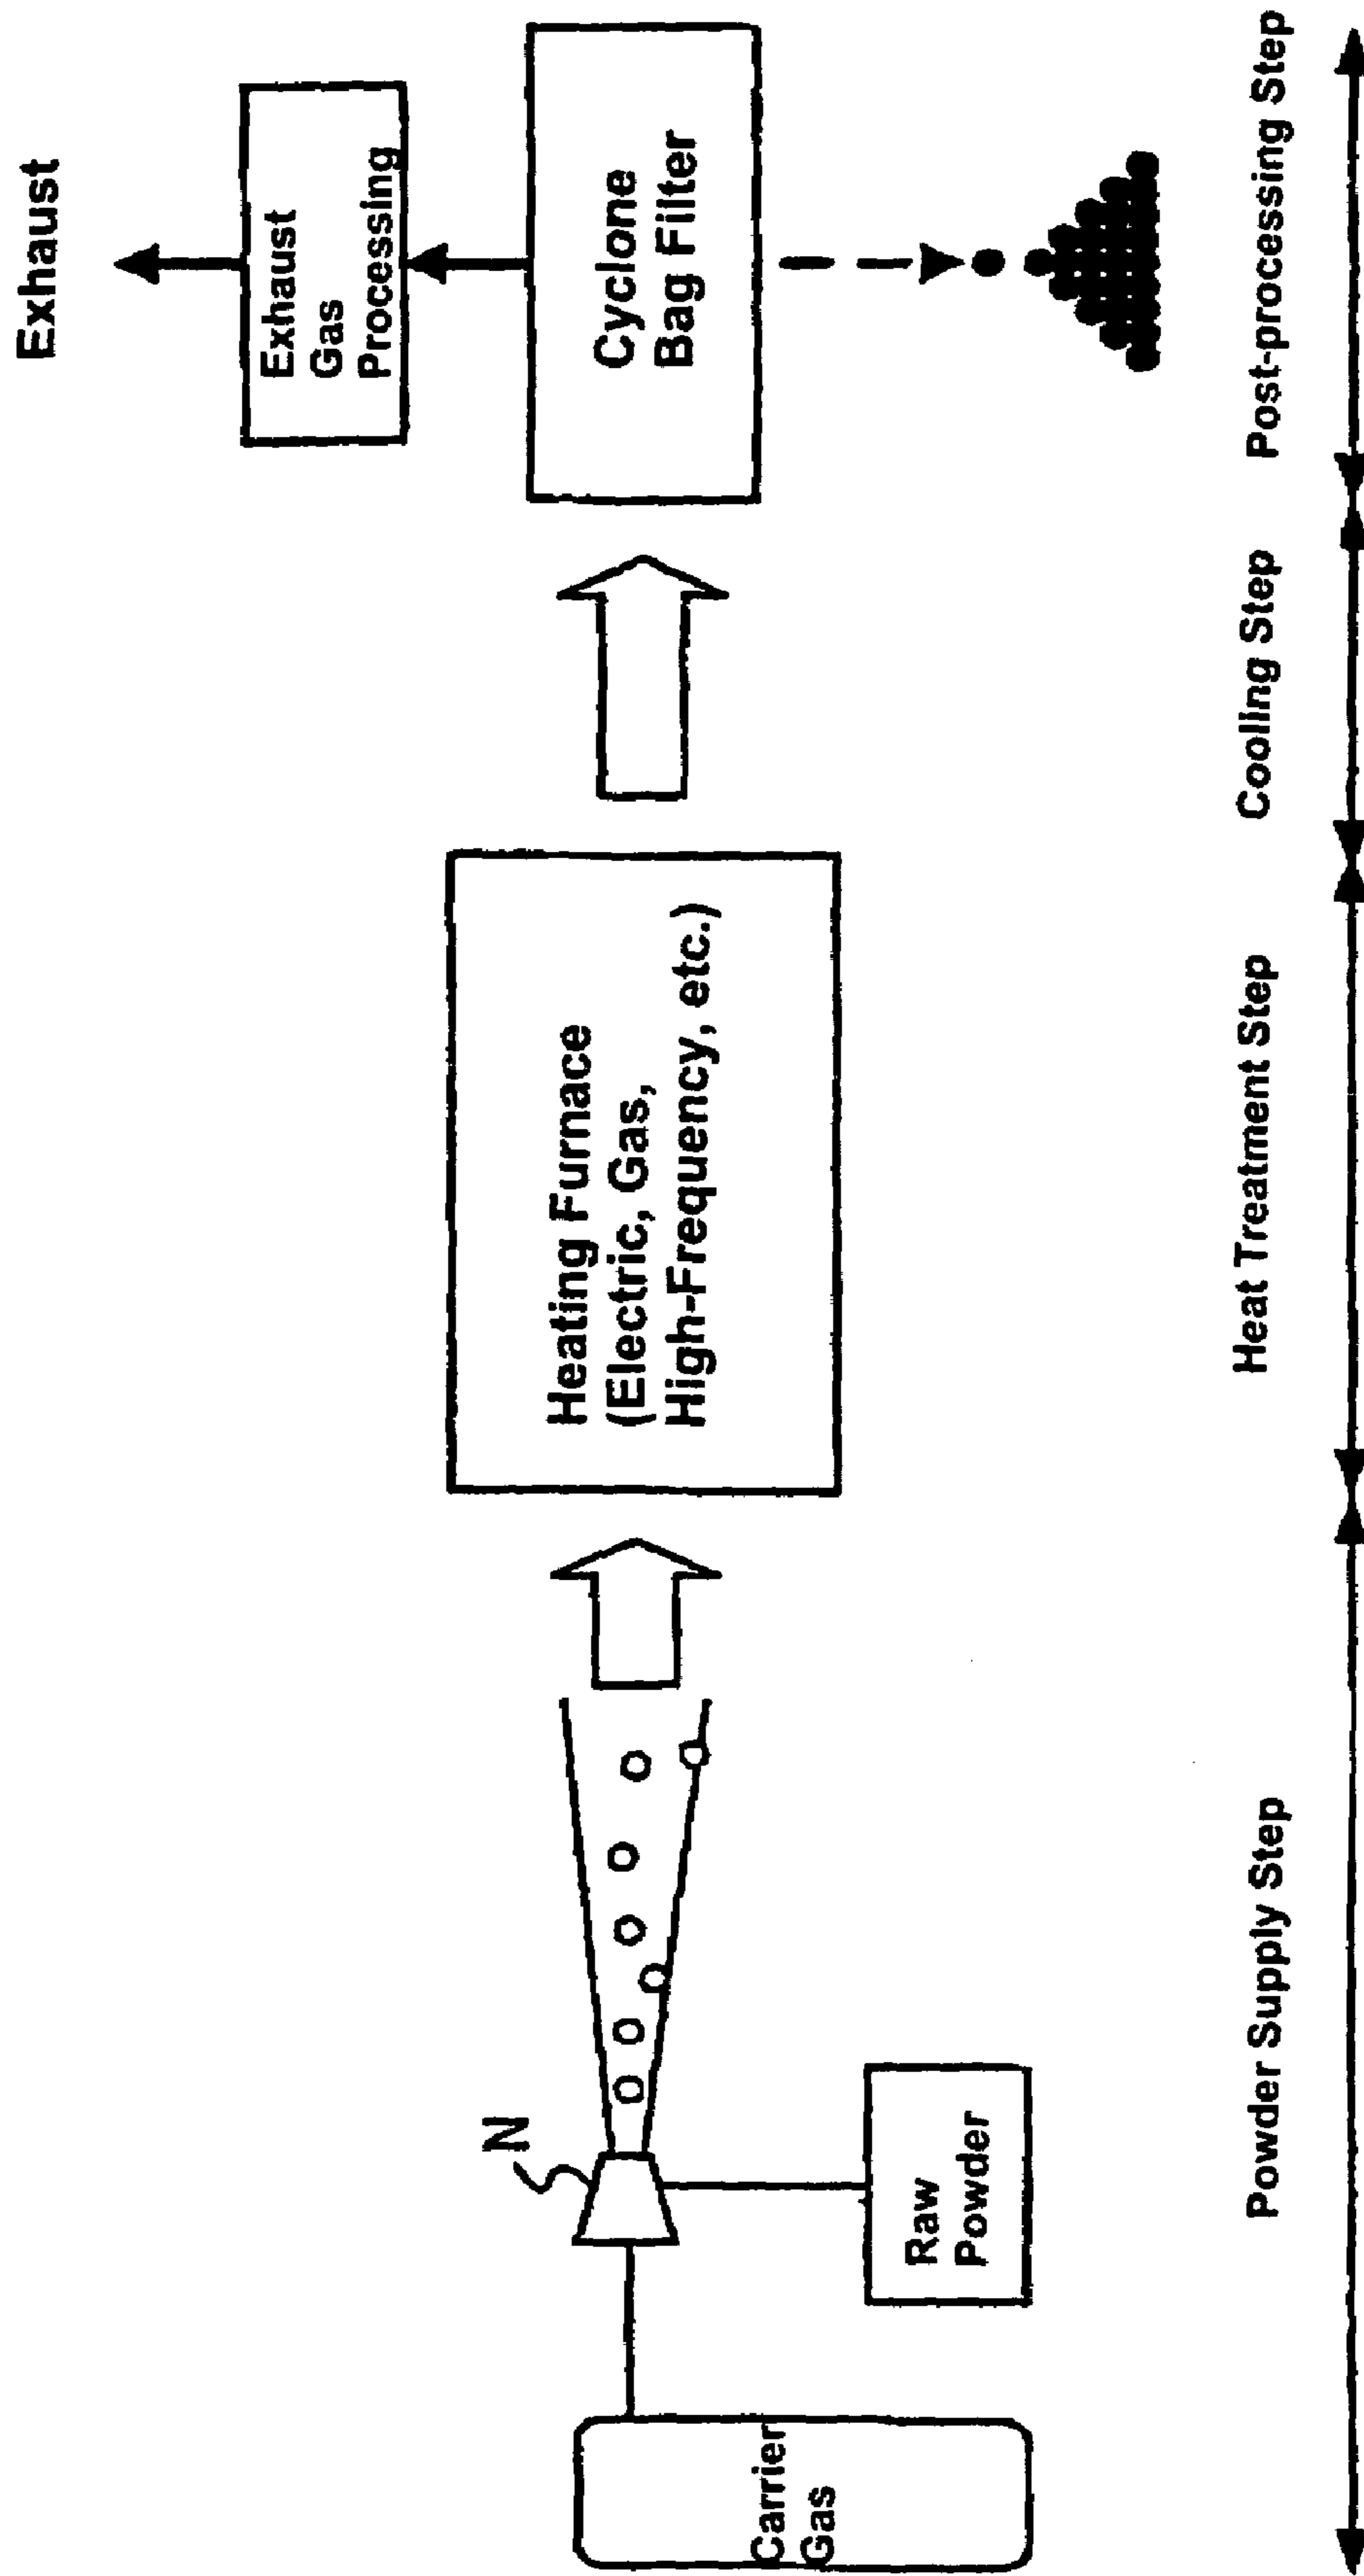 Exhaust
Exhaust
Gas
Processing
Cyclone
Bag Filter
Heating Furnace
(Electric, Gas,
High-Frequency, etc.)
N
Raw
Powder
Carrier
Gas
Powder Supply Step
Heat Treatment Step
Cooling Step
Post-processing Step